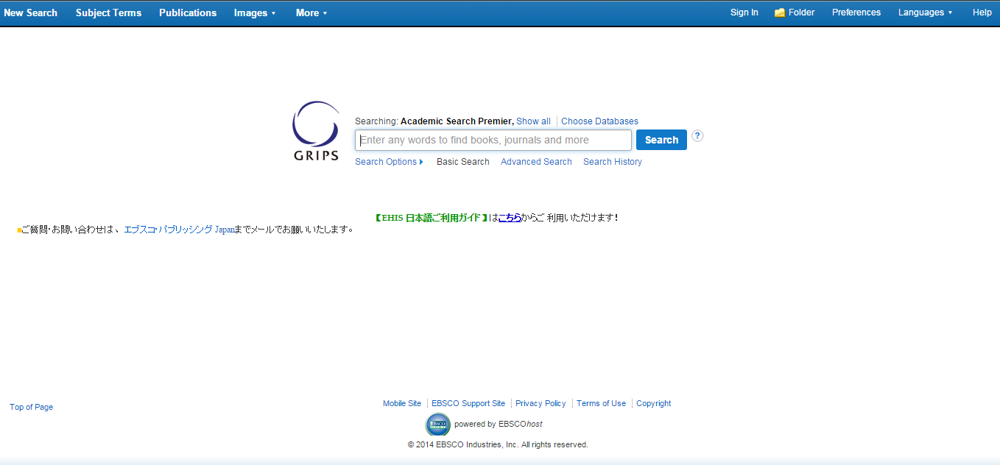 New Search Subject Terms Publications Images More Sign In Folder Preferences Languages Help
Searching: Academic Search Premier, Show all Choose Databases
GRIPS
Enter any words to find books, journals and more Search ?
Search Options Basic Search Advanced Search Search History
【EHIS 日本語ご利用ガイド】はこちらからご 利用いただけます!
ご質問・お問い合わせは、エブスコ・パブリッシング Japanまでメールでお願いいたします。
Top of Page
Mobile Site EBSCO Support Site Privacy Policy Terms of Use Copyright
EBSCO HOST powered by EBSCOhost
© 2014 EBSCO Industries, Inc. All rights reserved.